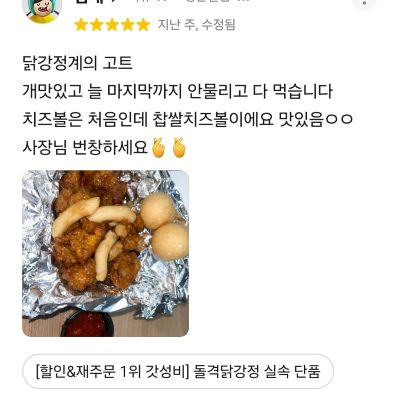 지난 주, 수정됨
닭강정계의 고트
개맛있고 늘 마지막까지 안물리고 다 먹습니다
치즈볼은 처음인데 찹쌀치즈볼이에요 맛있음ㅇㅇ
사장님 번창하세요🫰🫰
[할인&재주문 1위 갓성비] 돌격닭강정 실속 단품